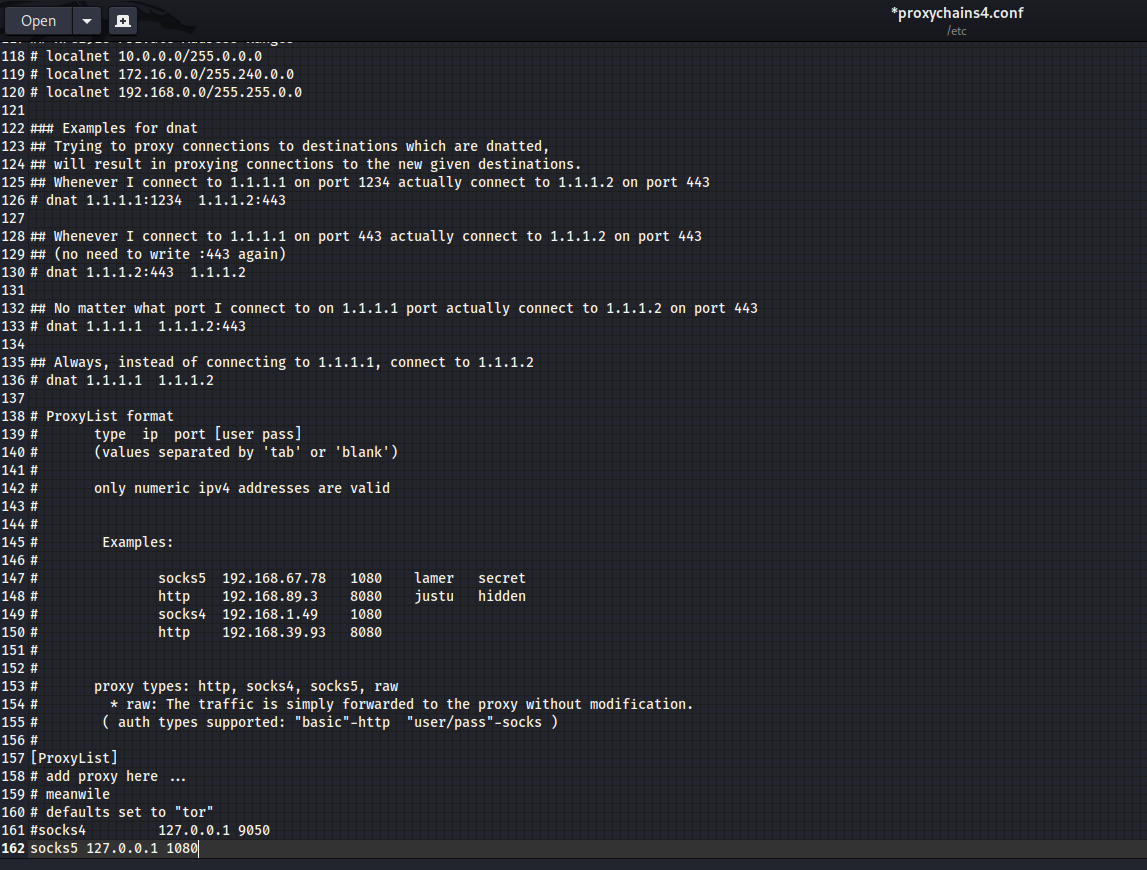 Open
*proxychains4.conf
/etc
118 # localnet 10.0.0.0/255.0.0.0
119 # localnet 172.16.0.0/255.240.0.0
120 # localnet 192.168.0.0/255.255.0.0
121
122 ### Examples for dnat
123 ## Trying to proxy connections to destinations which are dnatted,
124 ## will result in proxying connections to the new given destinations.
125 ## Whenever I connect to 1.1.1.1 on port 1234 actually connect to 1.1.1.2 on port 443
126 # dnat 1.1.1.1:1234  1.1.1.2:443
127
128 ## Whenever I connect to 1.1.1.1 on port 443 actually connect to 1.1.1.2 on port 443
129 ## (no need to write :443 again)
130 # dnat 1.1.1.2:443  1.1.1.2
131
132 ## No matter what port I connect to on 1.1.1.1 port actually connect to 1.1.1.2 on port 443
133 # dnat 1.1.1.1  1.1.1.2:443
134
135 ## Always, instead of connecting to 1.1.1.1, connect to 1.1.1.2
136 # dnat 1.1.1.1  1.1.1.2
137
138 # ProxyList format
139 #       type  ip  port [user pass]
140 #       (values separated by 'tab' or 'blank')
141 #
142 #       only numeric ipv4 addresses are valid
143 #
144 #
145 #        Examples:
146 #
147 #               socks5  192.168.67.78   1080    lamer   secret
148 #               http    192.168.89.3    8080    justu   hidden
149 #               socks4  192.168.1.49    1080
150 #               http    192.168.39.93   8080
151 #
152 #
153 #       proxy types: http, socks4, socks5, raw
154 #         * raw: The traffic is simply forwarded to the proxy without modification.
155 #        ( auth types supported: "basic"-http  "user/pass"-socks )
156 #
157 [ProxyList]
158 # add proxy here ...
159 # meanwile
160 # defaults set to "tor"
161 #socks4         127.0.0.1 9050
162 socks5 127.0.0.1 1080